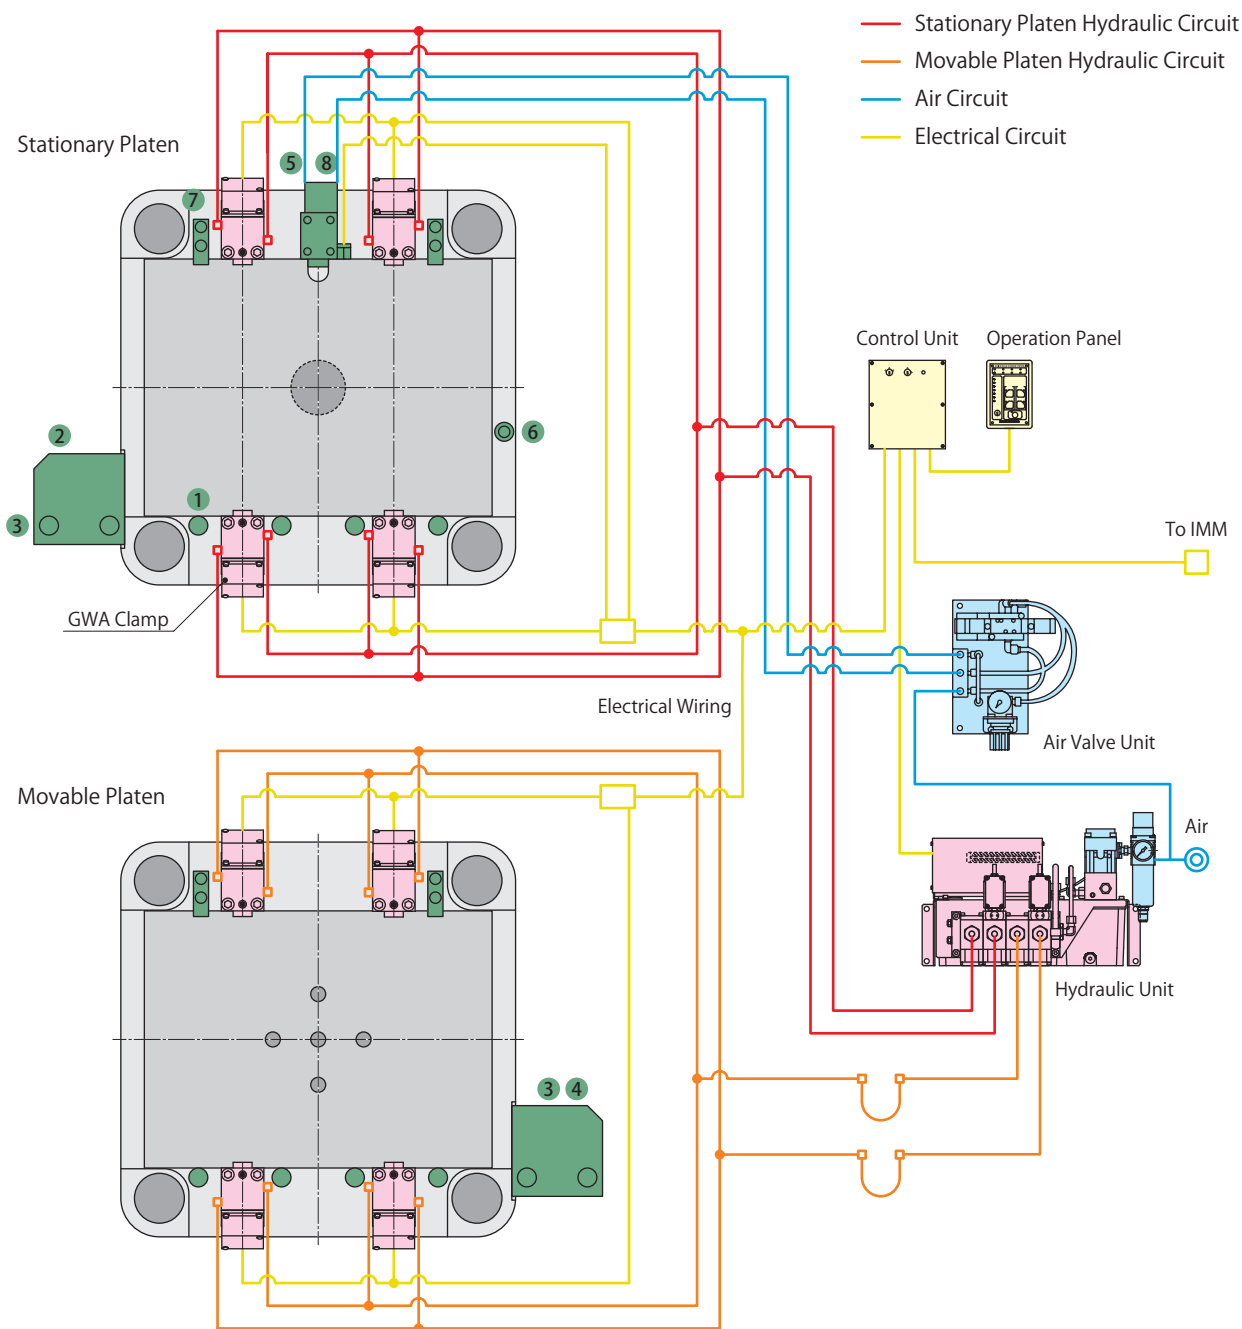 Stationary Platen Hydraulic Circuit
Movable Platen Hydraulic Circuit
Air Circuit
Electrical Circuit
Stationary Platen
5 8
7
Control Unit Operation Panel
2
6
1
3
To IMM
GWA Clamp
Electrical Wiring
Air Valve Unit
Movable Platen
Air
Hydraulic Unit
3 4